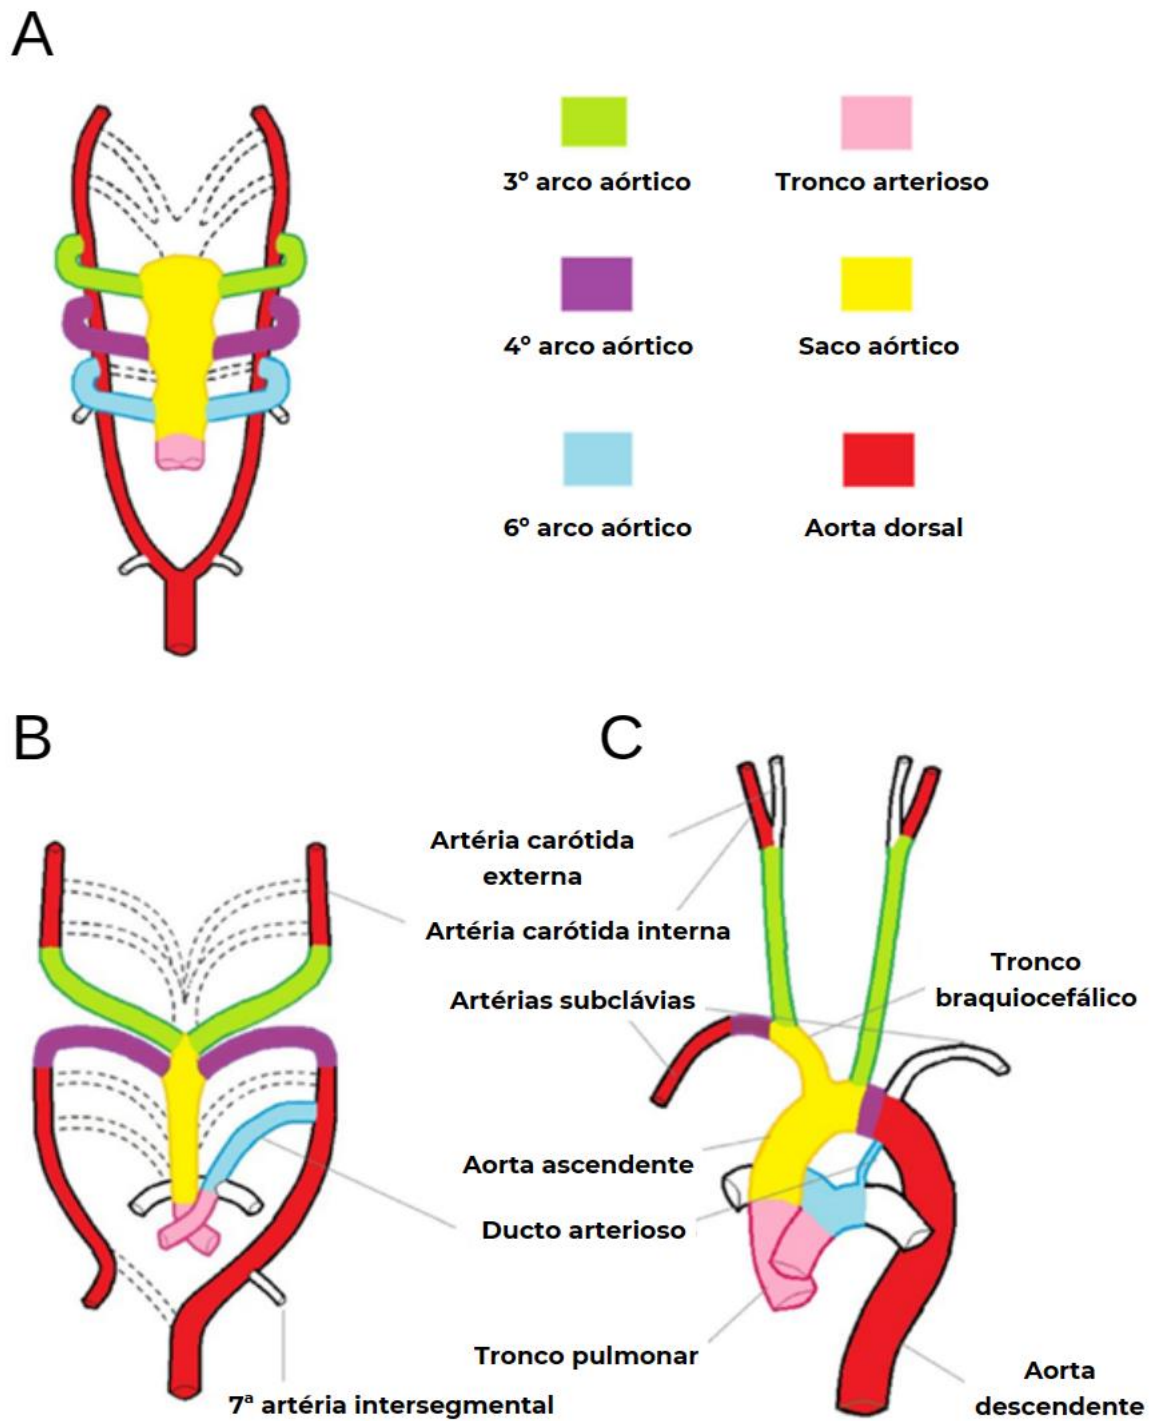 A
3º arco aórtico
Tronco arterioso
4º arco aórtico
Saco aórtico
6º arco aórtico
Aorta dorsal
B
C
Artéria carótida
externa
Artéria carótida interna
Artérias subclávias
Tronco
braquiocefálico
Aorta ascendente
Ducto arterioso
Tronco pulmonar
Aorta
descendente
7ª artéria intersegmental